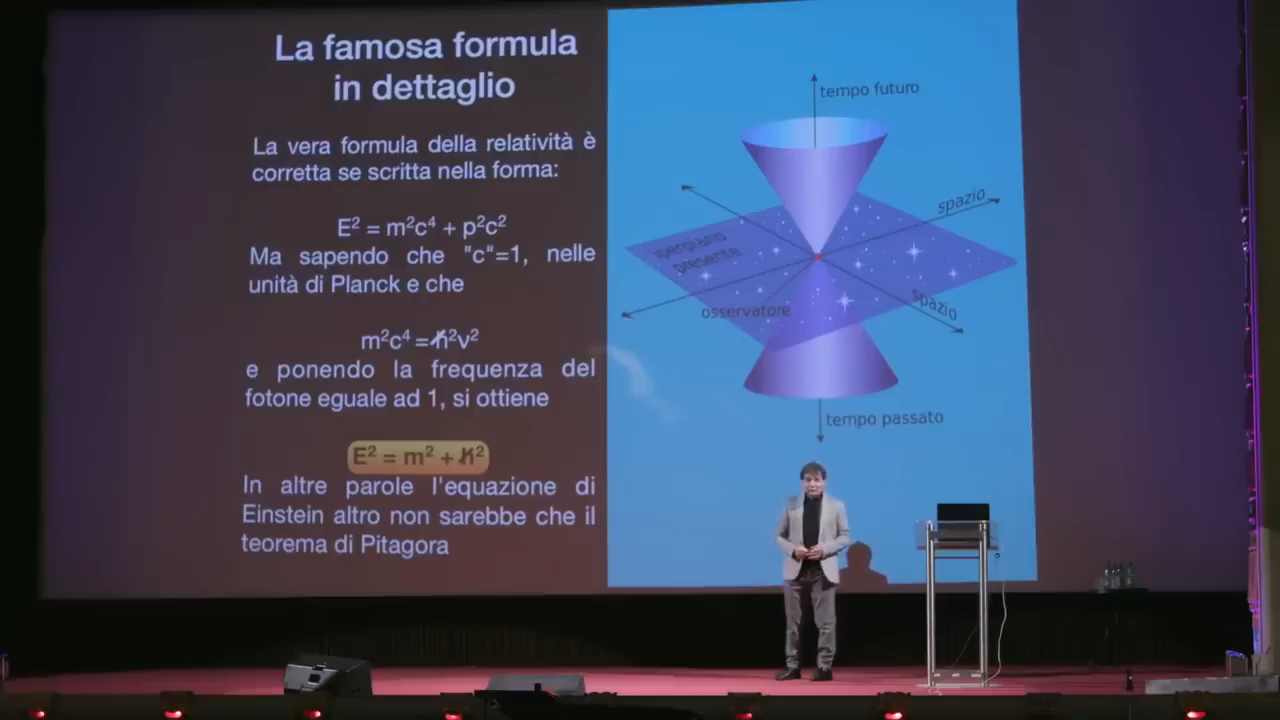 La famosa formula
in dettaglio
La vera formula della relatività è
corretta se scritta nella forma:
E² = m²c⁴ + p²c²
Ma sapendo che "c"=1, nelle
unità di Planck e che
m²c⁴ =ℏ²ν²
e ponendo la frequenza del
fotone eguale ad 1, si ottiene
E² = m² + ℏ²
In altre parole l'equazione di
Einstein altro non sarebbe che il
teorema di Pitagora
tempo futuro
spazio
iperpiano
presente
osservatore
spazio
tempo passato